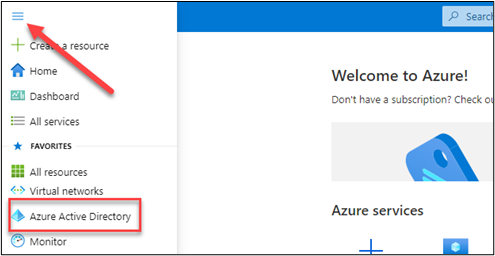 Search
Create a resource
Home
Dashboard
All services
FAVORITES
All resources
Virtual networks
Azure Active Directory
Monitor
Welcome to Azure!
Don't have a subscription? Check ou
Azure services